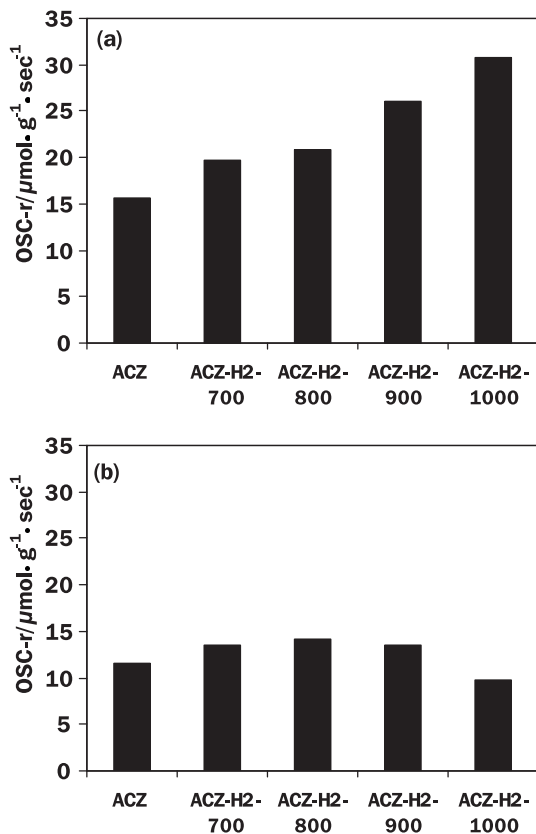 (a)
OSC-r/µmol•g⁻¹•sec⁻¹
35
30
25
20
15
10
5
0
ACZ
ACZ-H2-
700
ACZ-H2-
800
ACZ-H2-
900
ACZ-H2-
1000
(b)
OSC-r/µmol•g⁻¹•sec⁻¹
35
30
25
20
15
10
5
0
ACZ
ACZ-H2-
700
ACZ-H2-
800
ACZ-H2-
900
ACZ-H2-
1000